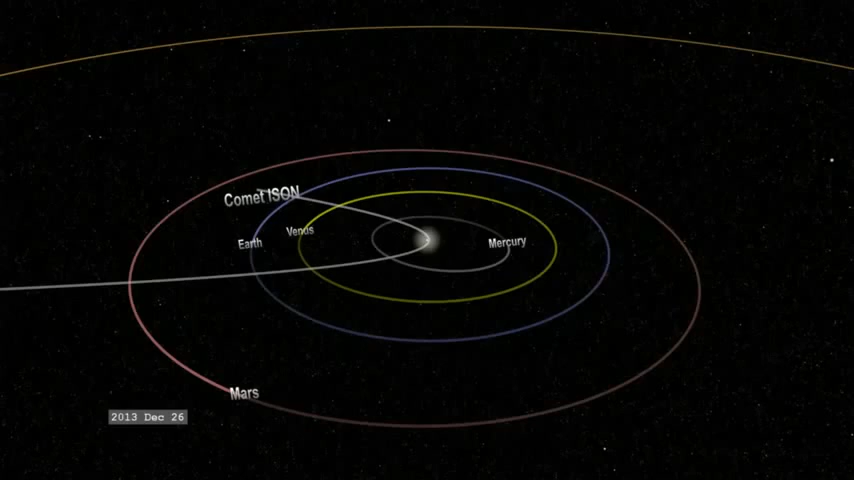 Comet ISON
Venus
Earth
Mercury
Mars
2013 Dec 26